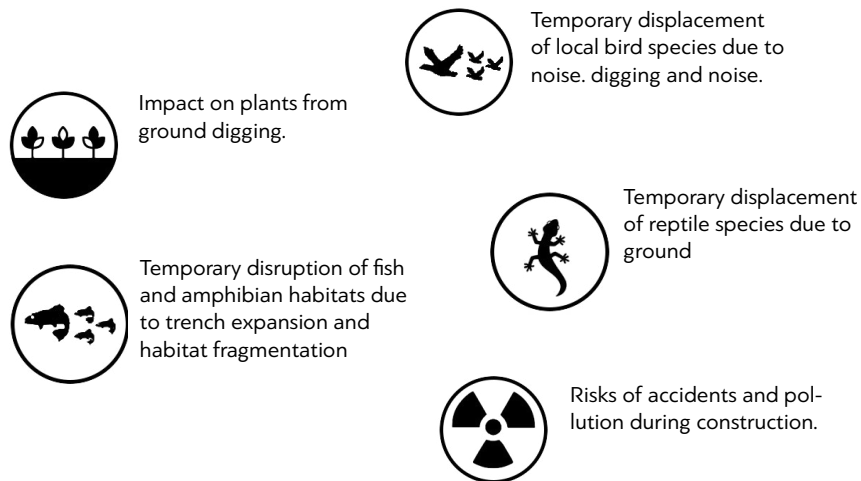 Temporary displacement
of local bird species due to
noise. digging and noise.
Impact on plants from
ground digging.
Temporary displacement
of reptile species due to
ground
Temporary disruption of fish
and amphibian habitats due
to trench expansion and
habitat fragmentation
Risks of accidents and pol-
lution during construction.